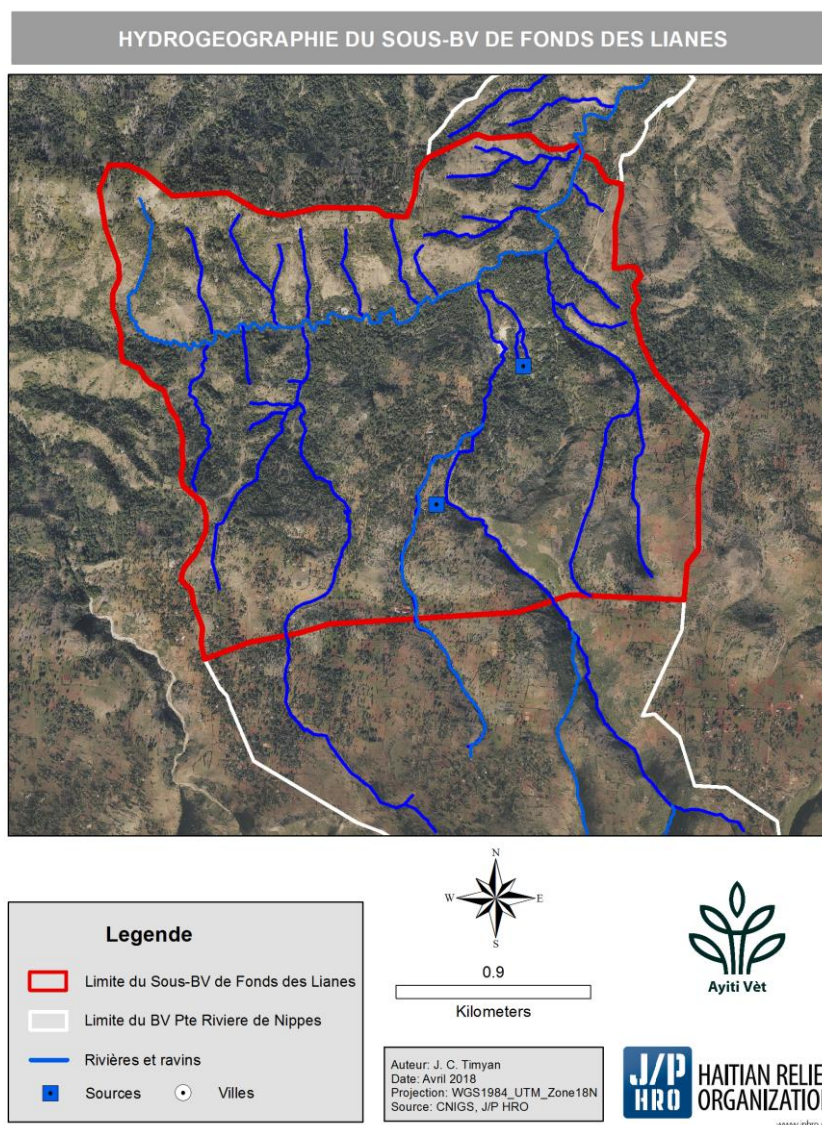 HYDROGEOGRAPHIE DU SOUS-BV DE FONDS DES LIANES
N
W
E
S
0.9
Kilometers
Legende
Limite du Sous-BV de Fonds des Lianes
Limite du BV Pte Riviere de Nippes
Rivières et ravins
Sources
Villes
Auteur: J. C. Timyan
Date: Avril 2018
Projection: WGS1984_UTM_Zone18N
Source: CNIGS, J/P HRO
Ayiti Vèt
J/P
HRO
HAITIAN RELIE
ORGANIZATION